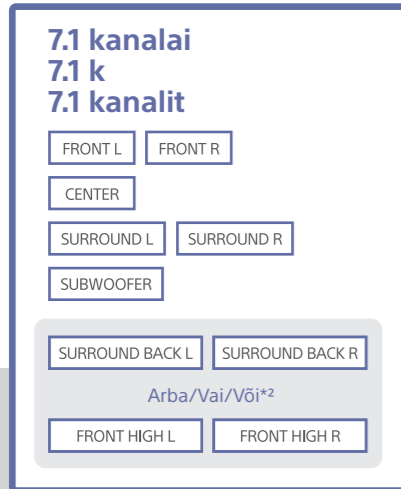 7.1 kanalai
7.1 k
7.1 kanalit
FRONT L FRONT R
CENTER
SURROUND L SURROUND R
SUBWOOFER
SURROUND BACK L SURROUND BACK R
Arba/Vai/Või*²
FRONT HIGH L FRONT HIGH R